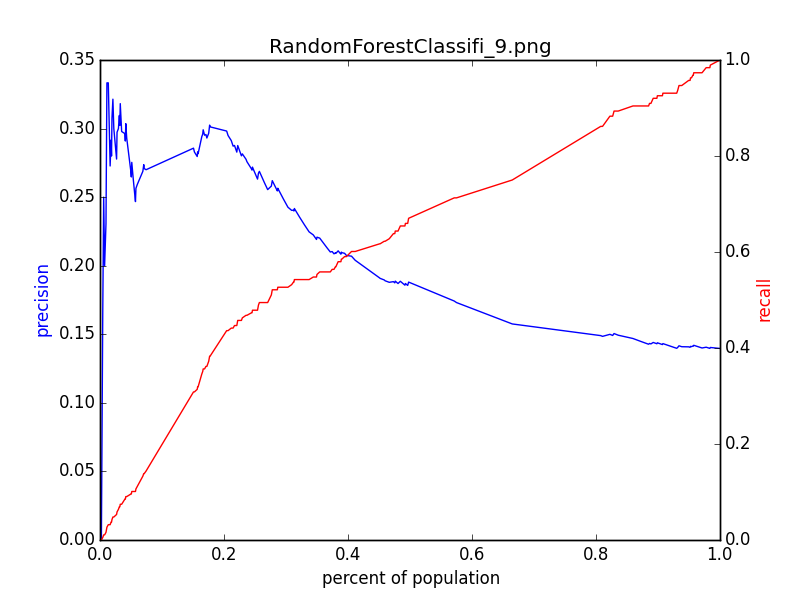 RandomForestClassifi_9.png
0.35
0.30
0.25
0.20
0.15
0.10
0.05
0.00
precision
1.0
0.8
0.6
0.4
0.2
0.0
recall
0.0 0.2 0.4 0.6 0.8 1.0
percent of population